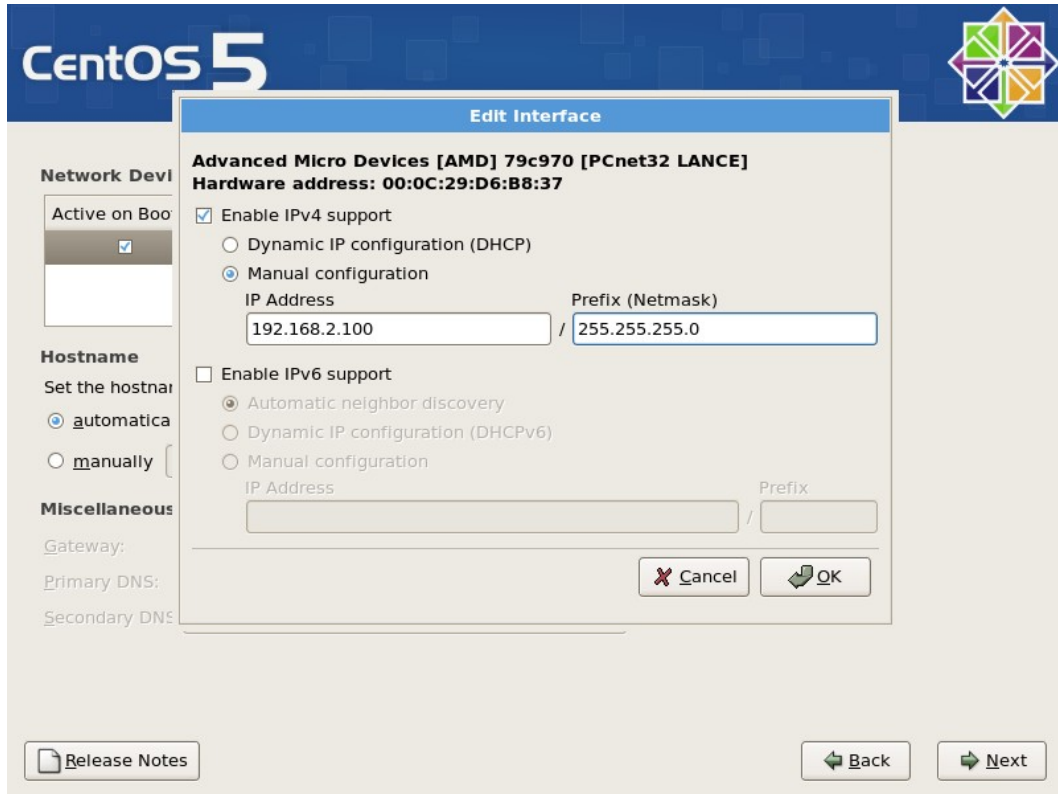 CentOS 5
Edit Interface
Advanced Micro Devices [AMD] 79c970 [PCnet32 LANCE]
Hardware address: 00:0C:29:D6:B8:37
Network Devi
Active on Boo
Enable IPv4 support
Dynamic IP configuration (DHCP)
Manual configuration
IP Address Prefix (Netmask)
192.168.2.100 / 255.255.255.0
Hostname
Set the hostnar
automatica
manually
Enable IPv6 support
Automatic neighbor discovery
Dynamic IP configuration (DHCPv6)
Manual configuration
IP Address Prefix
/
Miscellaneous
Gateway:
Primary DNS:
Secondary DNS
Cancel OK
Release Notes Back Next